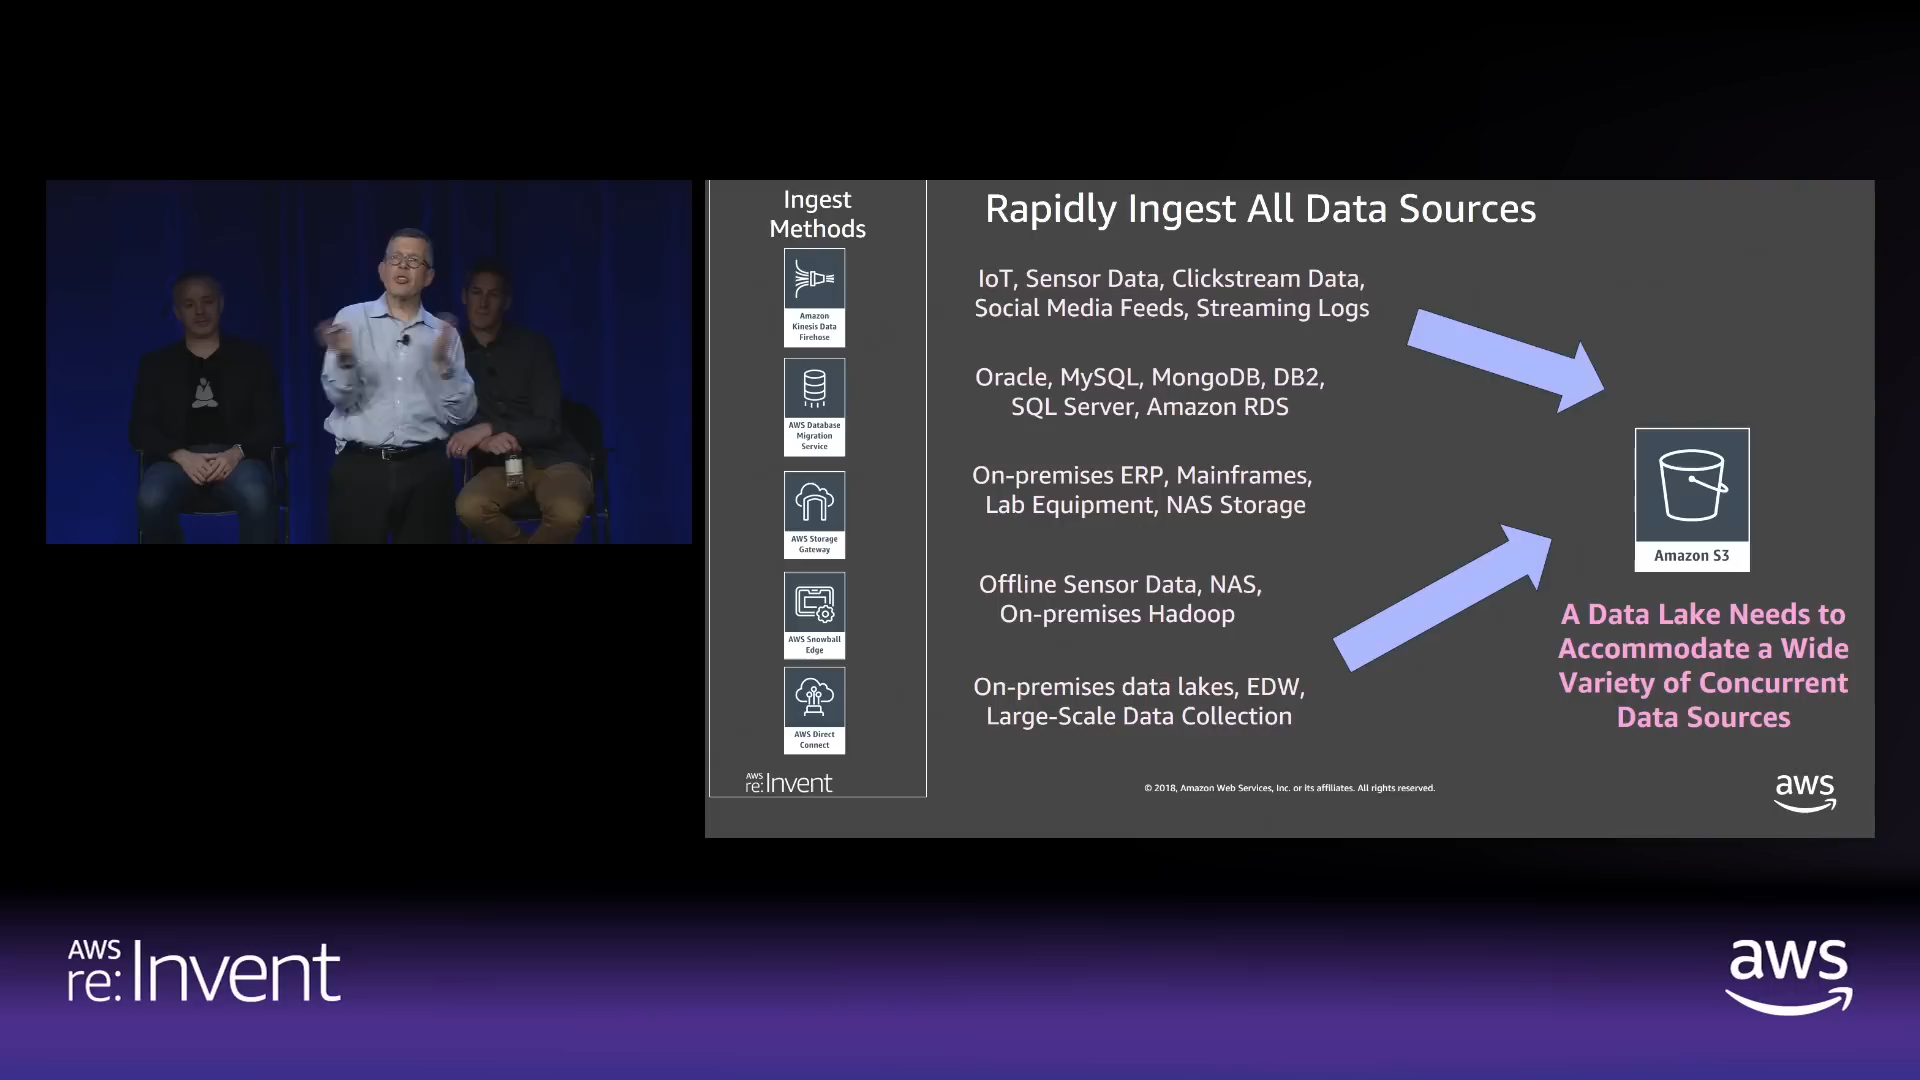 Ingest
Methods
Amazon
Kinesis Data
Firehose
AWS Database
Migration
Service
AWS Storage
Gateway
AWS Snowball
Edge
AWS Direct
Connect
AWS
re:Invent
Rapidly Ingest All Data Sources
IoT, Sensor Data, Clickstream Data,
Social Media Feeds, Streaming Logs
Oracle, MySQL, MongoDB, DB2,
SQL Server, Amazon RDS
On-premises ERP, Mainframes,
Lab Equipment, NAS Storage
Offline Sensor Data, NAS,
On-premises Hadoop
On-premises data lakes, EDW,
Large-Scale Data Collection
Amazon S3
A Data Lake Needs to
Accommodate a Wide
Variety of Concurrent
Data Sources
© 2018, Amazon Web Services, Inc. or its affiliates. All rights reserved.
aws
AWS
re:Invent
aws